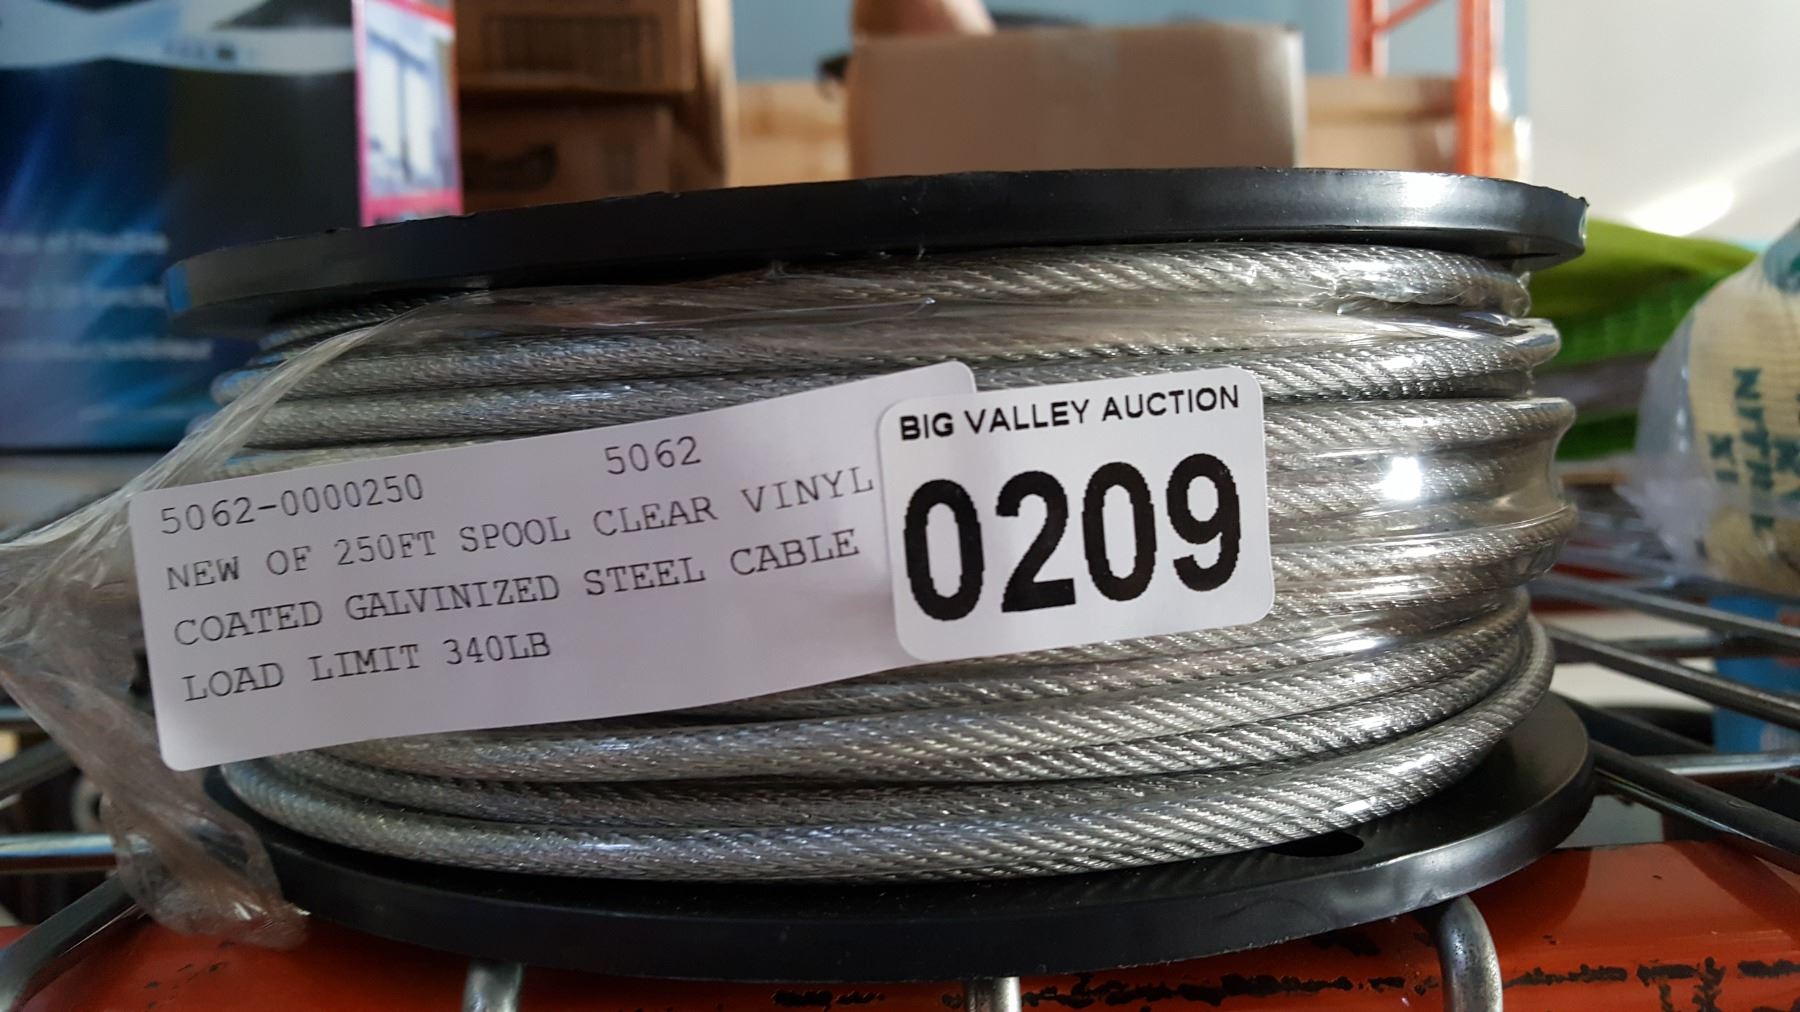 5062-0000250 5062
NEW OF 250FT SPOOL CLEAR VINYL
COATED GALVINIZED STEEL CABLE
LOAD LIMIT 340LB
BIG VALLEY AUCTION
0209